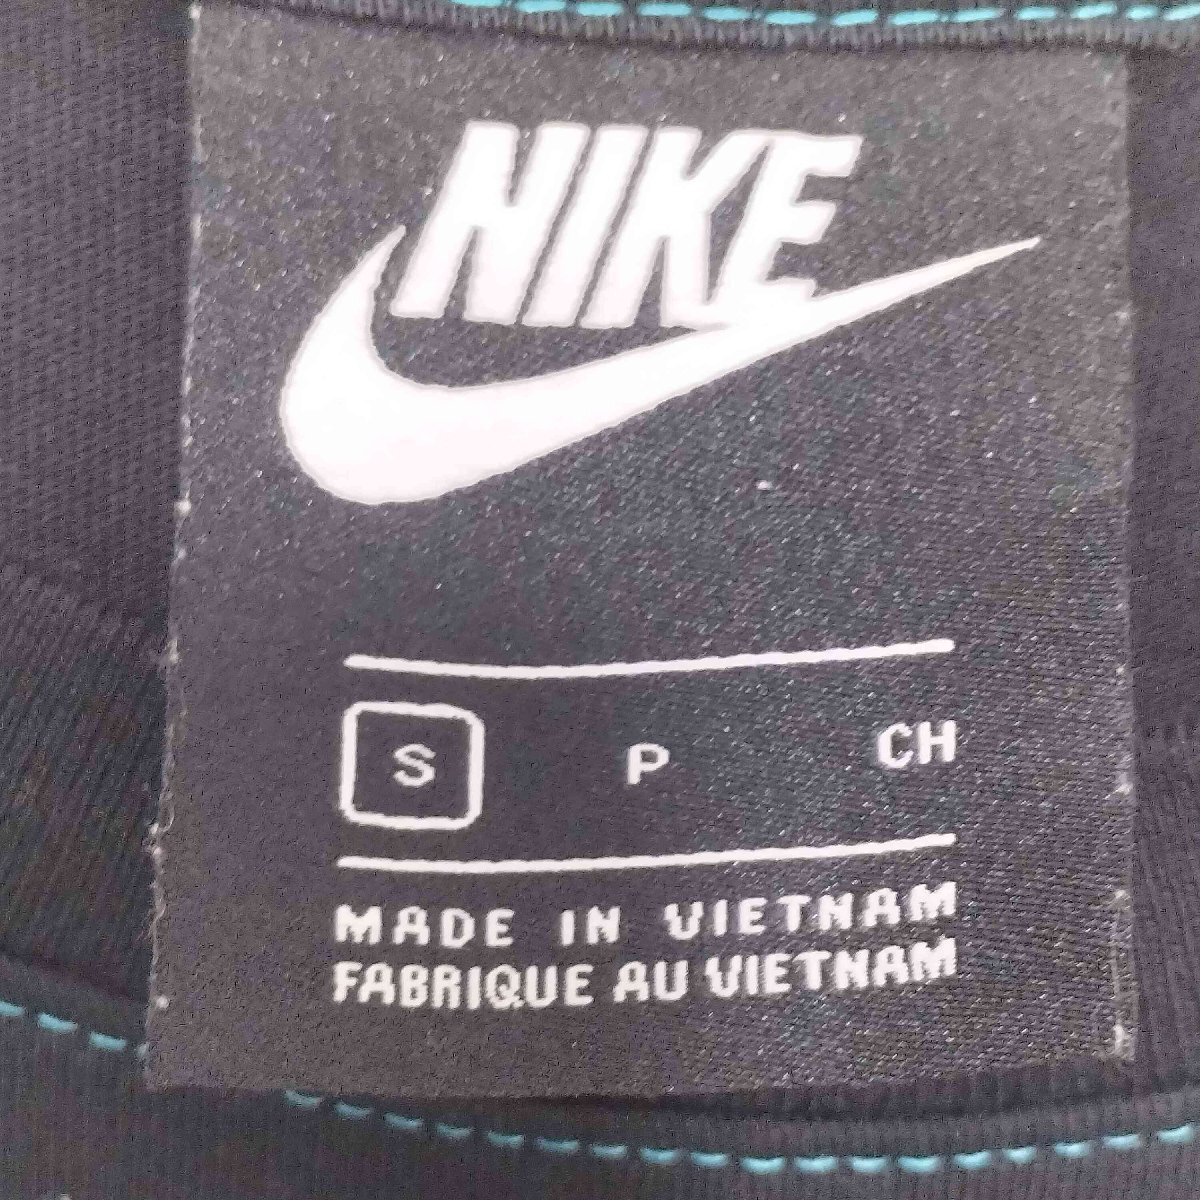 NIKE
S P CH
MADE IN VIETNAM
FABRIQUE AU VIETNAM